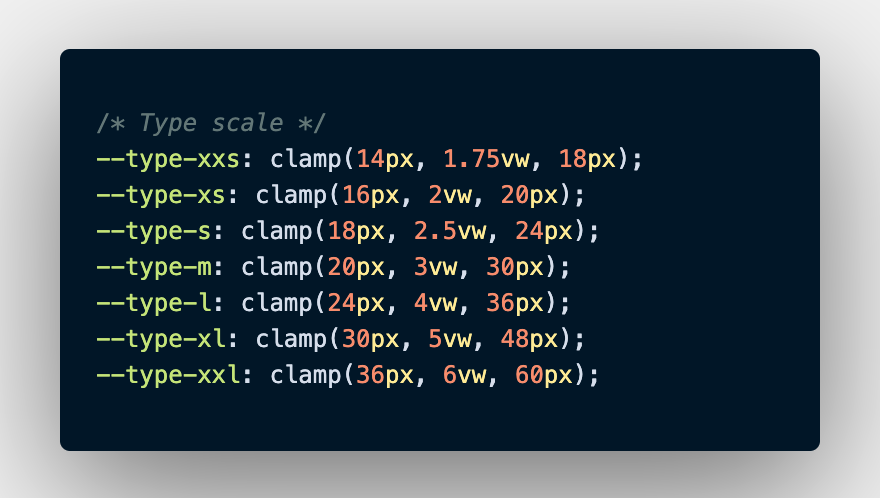 /* Type scale */
--type-xxs: clamp(14px, 1.75vw, 18px);
--type-xs: clamp(16px, 2vw, 20px);
--type-s: clamp(18px, 2.5vw, 24px);
--type-m: clamp(20px, 3vw, 30px);
--type-l: clamp(24px, 4vw, 36px);
--type-xl: clamp(30px, 5vw, 48px);
--type-xxl: clamp(36px, 6vw, 60px);